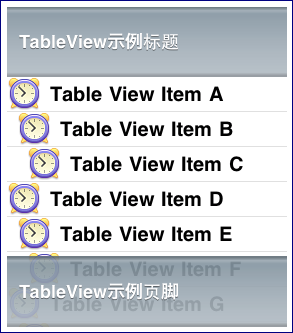 TableView示例标题
Table View Item A
Table View Item B
Table View Item C
Table View Item D
Table View Item E
Table View Item F
TableView示例页脚
Table View Item G